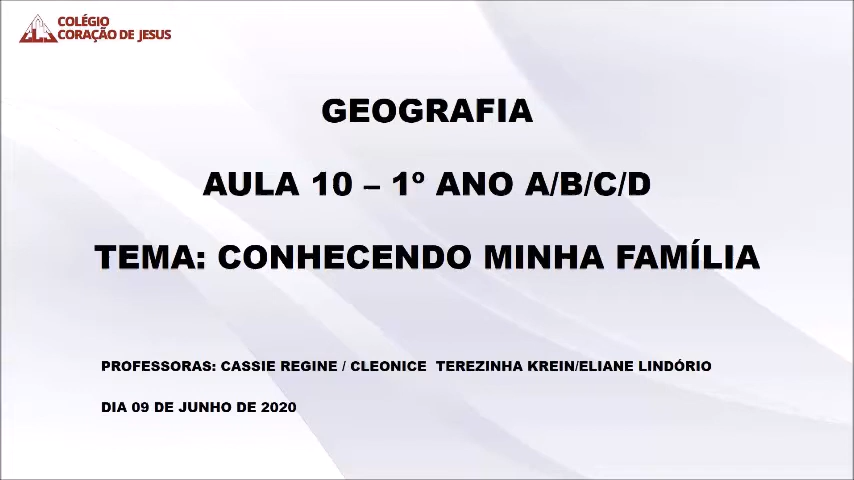 COLÉGIO
CORAÇÃO DE JESUS
GEOGRAFIA
AULA 10 – 1º ANO A/B/C/D
TEMA: CONHECENDO MINHA FAMÍLIA
PROFESSORAS: CASSIE REGINE / CLEONICE TEREZINHA KREIN/ELIANE LINDÓRIO
DIA 09 DE JUNHO DE 2020